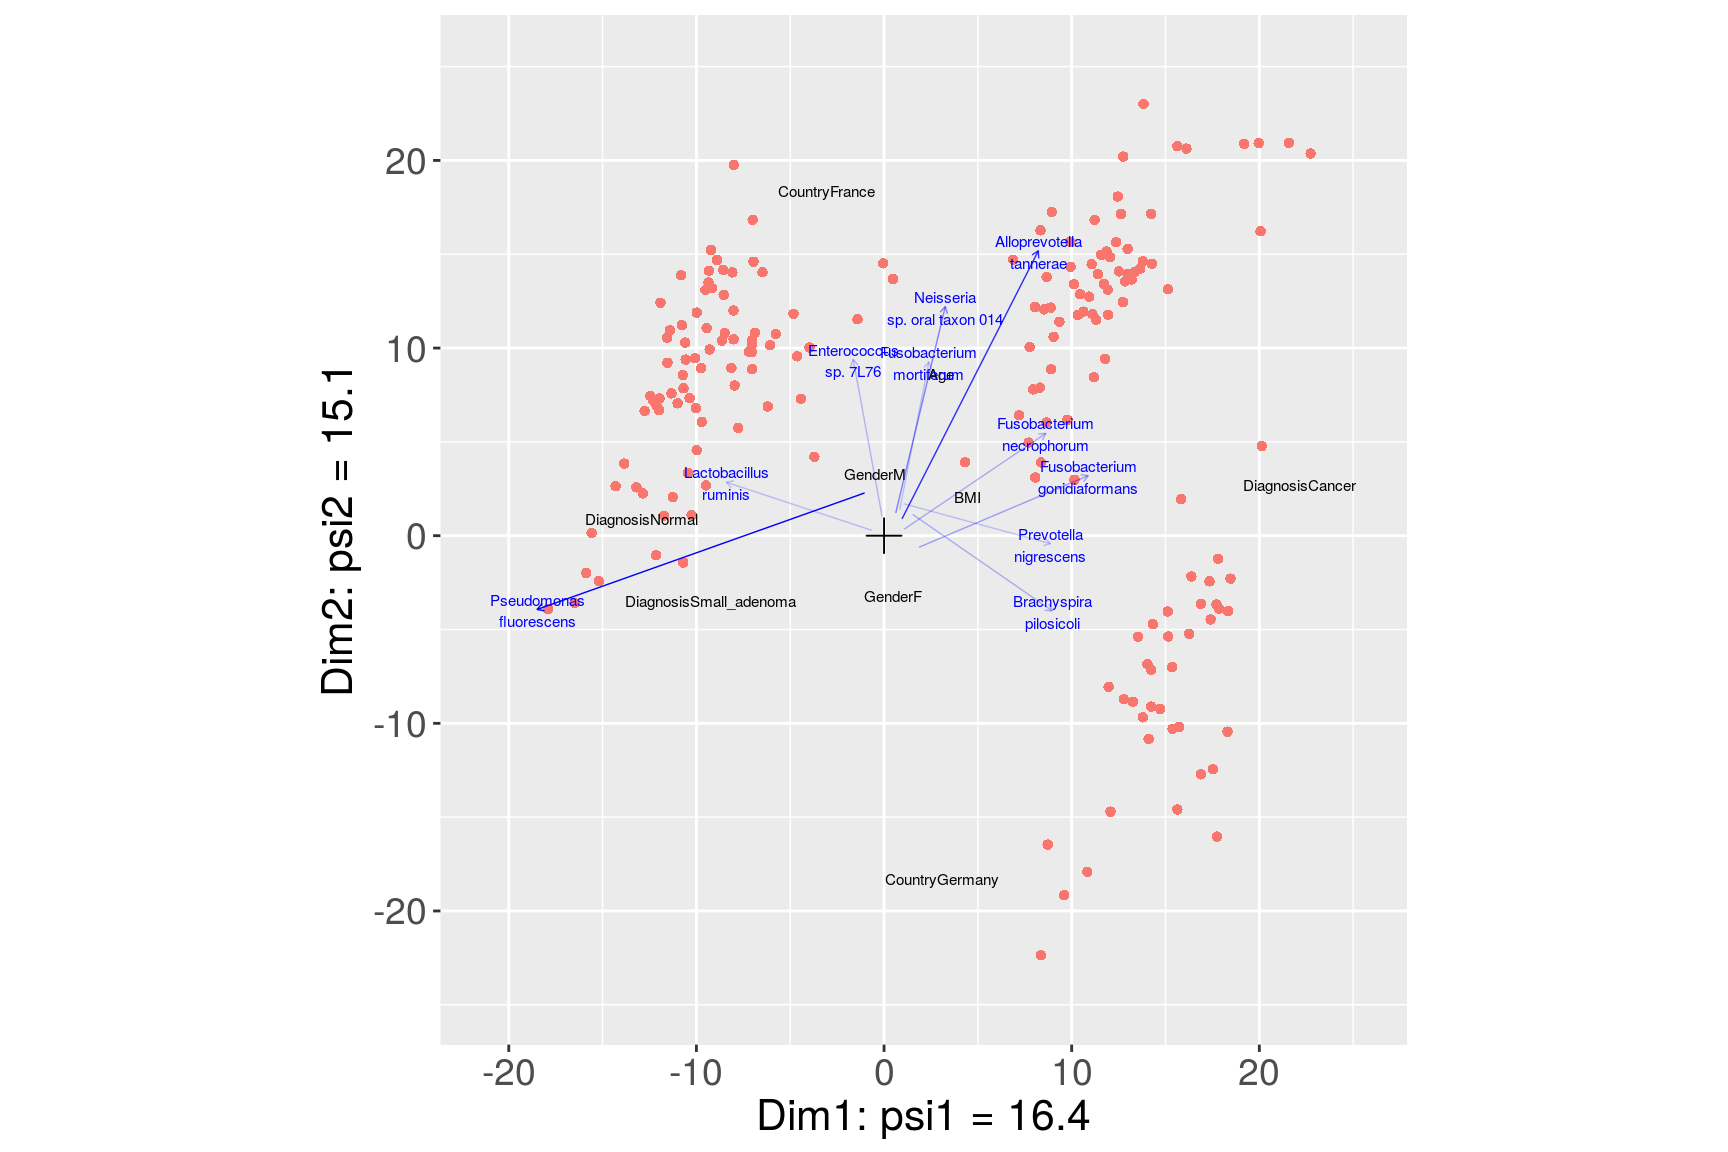 20
10
0
-10
-20
Dim2: psi2 = 15.1
CountryFrance
Alloprevotella
tannerae
Neisseria
sp. oral taxon 014
Enterococcus
sp. 7L76
Fusobacterium
mortiferum
Age
Fusobacterium
necrophorum
Fusobacterium
gonidiaformans
Lactobacillus
ruminis
GenderM
BMI
DiagnosisCancer
DiagnosisNormal
Prevotella
nigrescens
Pseudomonas
fluorescens
DiagnosisSmall_adenoma
GenderF
Brachyspira
pilosicoli
CountryGermany
-20
-10
0
10
20
Dim1: psi1 = 16.4